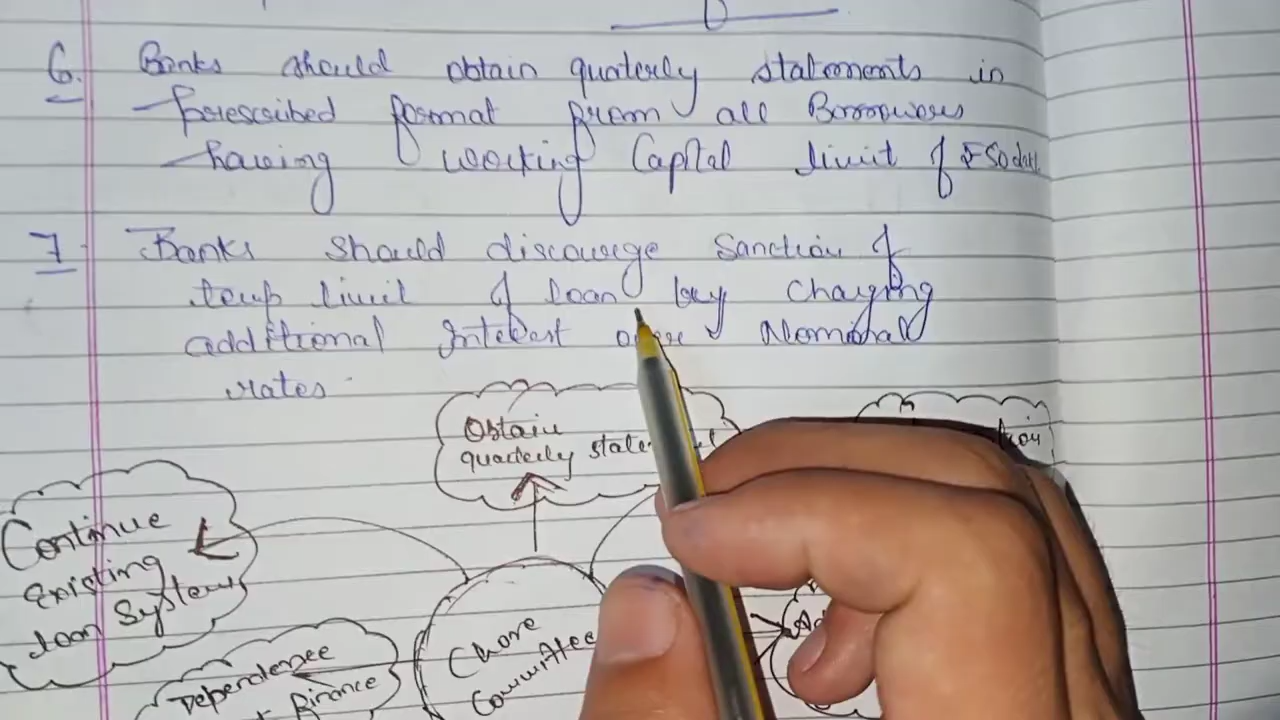 6. Banks should obtain quarterly statements in
prescribed format from all Borrowers
having working Capital limit of ₹50 lakh
7. Banks should discourage Sanction of
temp limit of loan by charging
additional Interest over Nominal
rates.
Obtain
quarterly
Continue
Existing
loan System
Chore
Committee
Dependence
Finance